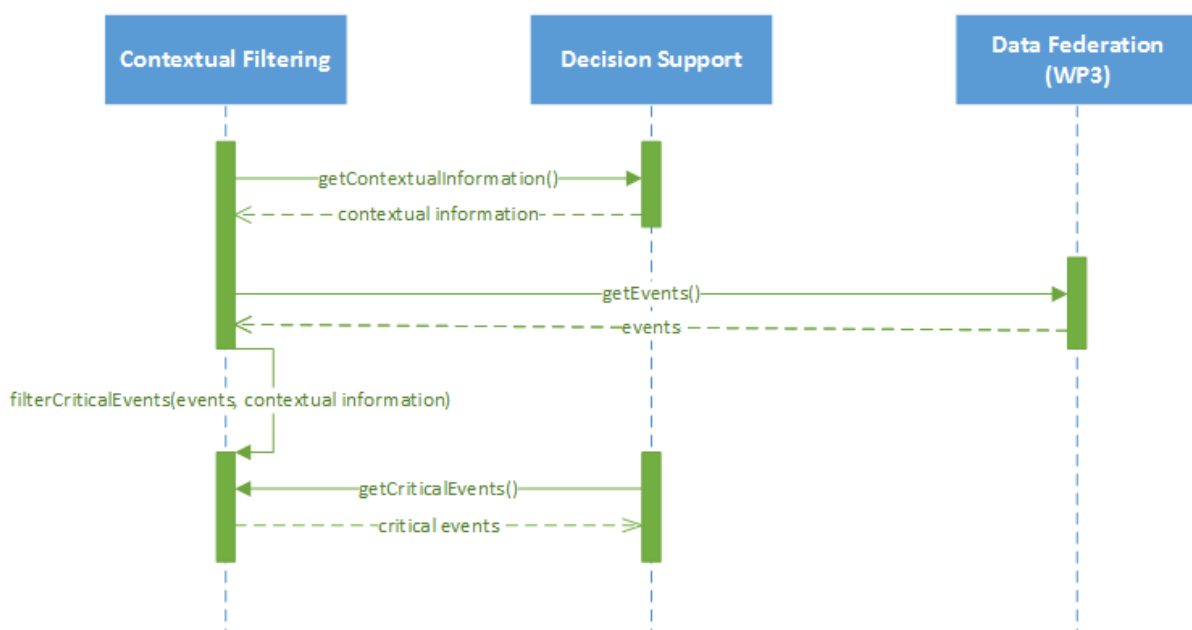 Contextual Filtering
Decision Support
Data Federation
(WP3)
getContextualInformation()
contextual information
getEvents()
events
filterCriticalEvents(events, contextual information)
getCriticalEvents()
critical events